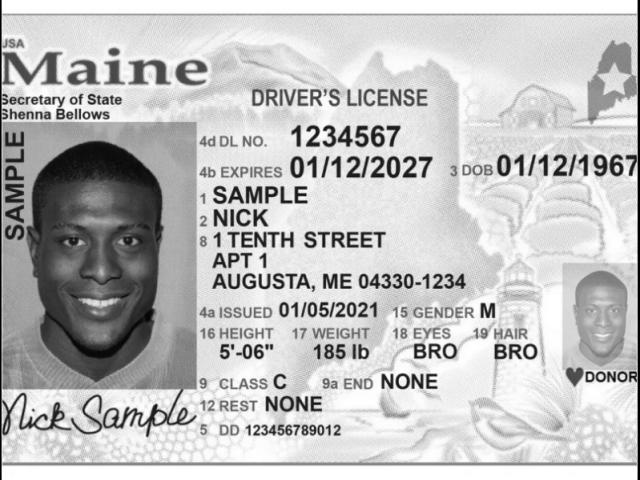 USA
Maine
Secretary of State
Shenna Bellows
DRIVER'S LICENSE
SAMPLE
4d DL NO. 1234567
4b EXPIRES 01/12/2027 3 DOB 01/12/1967
1 SAMPLE
2 NICK
8 1 TENTH STREET
APT 1
AUGUSTA, ME 04330-1234
4a ISSUED 01/05/2021 15 GENDER M
16 HEIGHT 17 WEIGHT 18 EYES 19 HAIR
5'-06" 185 lb BRO BRO
9 CLASS C 9a END NONE
DONOR
12 REST NONE
Nick Sample
5 DD 123456789012